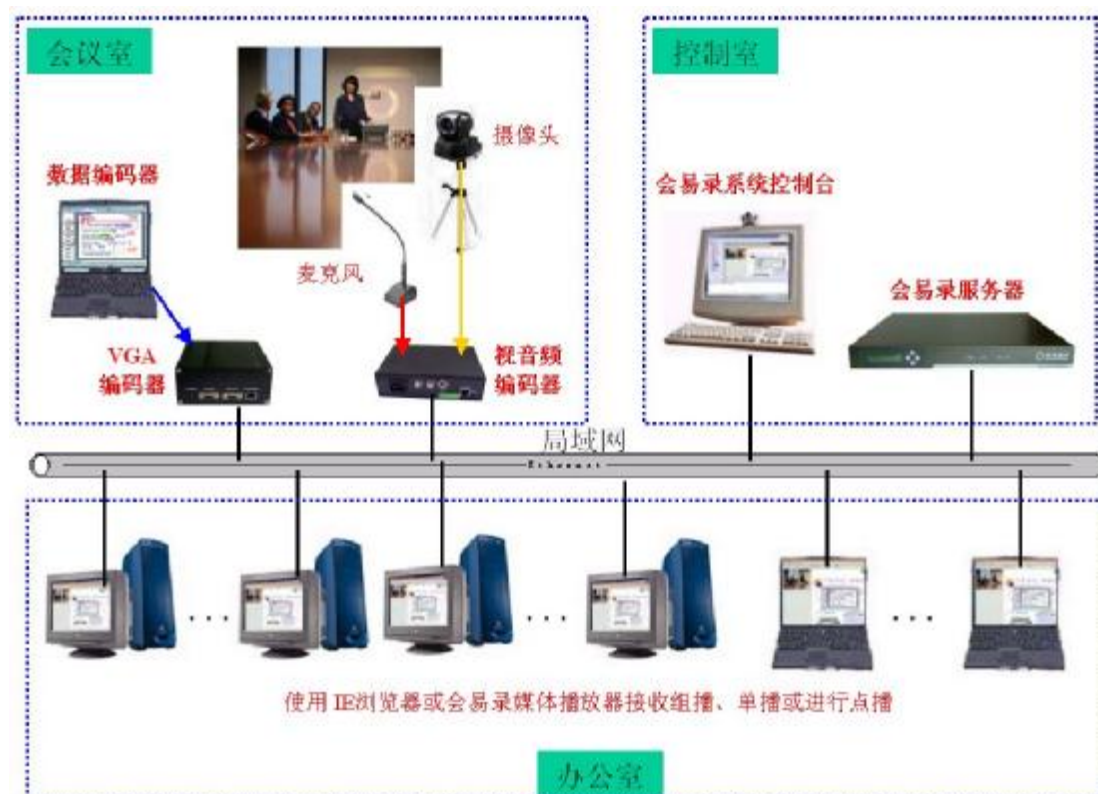 会议室
控制室
摄像头
数据编码器
会易录系统控制台
麦克风
会易录服务器
VGA
编码器
视音频
编码器
局域网
Ethernet
...
...
...
使用IE浏览器或会易录媒体播放器接收组播、单播或进行点播
办公室